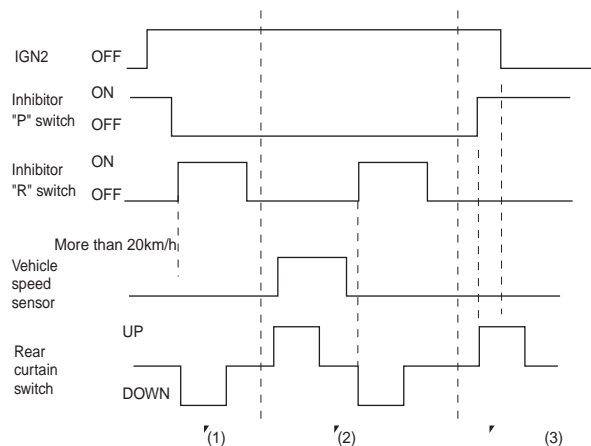 IGN2 OFF
Inhibitor "P" switch
ON
OFF
Inhibitor "R" switch
ON
OFF
More than 20km/h
Vehicle speed sensor
Rear curtain switch
UP
DOWN
(1)
(2)
(3)